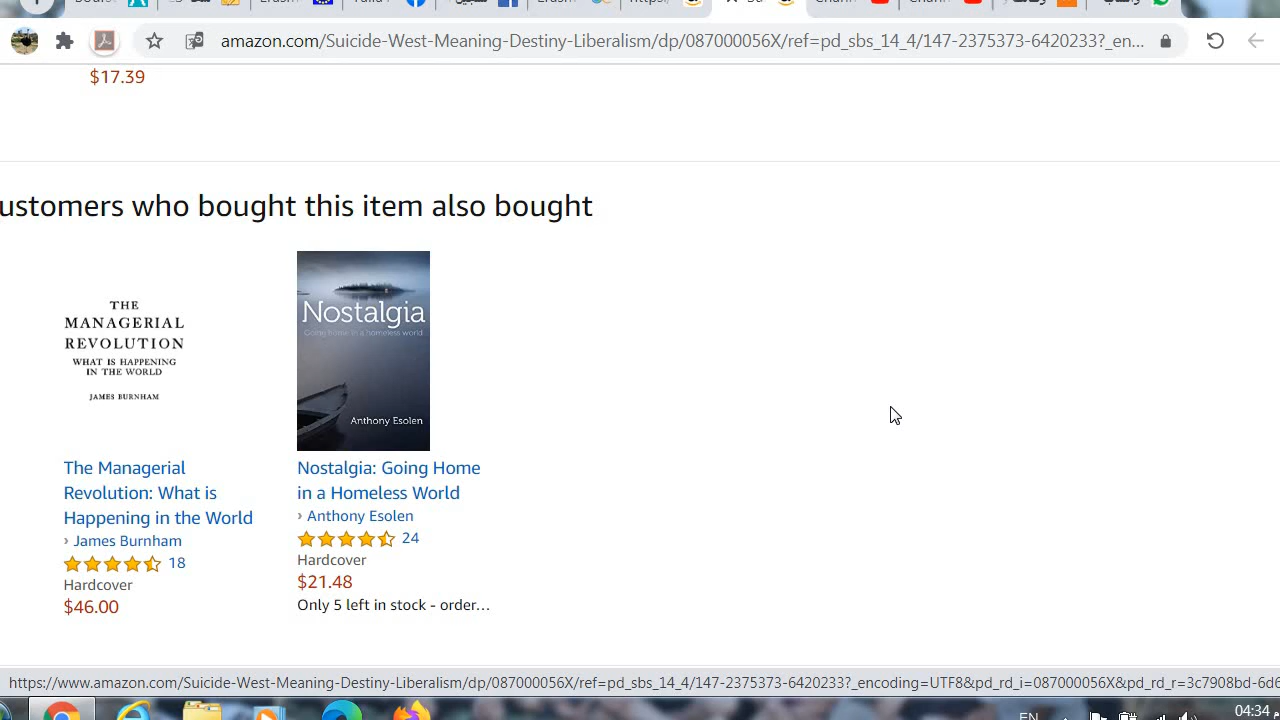 amazon.com/Suicide-West-Meaning-Destiny-Liberalism/dp/087000056X/ref=pd_sbs_14_4/147-2375373-6420233?_en...
$17.39
ustomers who bought this item also bought
THE
MANAGERIAL
REVOLUTION
WHAT IS HAPPENING
IN THE WORLD
JAMES BURNHAM
The Managerial
Revolution: What is
Happening in the World
› James Burnham
18
Hardcover
$46.00
Nostalgia
Going home in a homeless world
Anthony Esolen
Nostalgia: Going Home
in a Homeless World
› Anthony Esolen
24
Hardcover
$21.48
Only 5 left in stock - order...
https://www.amazon.com/Suicide-West-Meaning-Destiny-Liberalism/dp/087000056X/ref=pd_sbs_14_4/147-2375373-6420233?_encoding=UTF8&pd_rd_i=087000056X&pd_rd_r=3c7908bd-6d6
EN
04:34